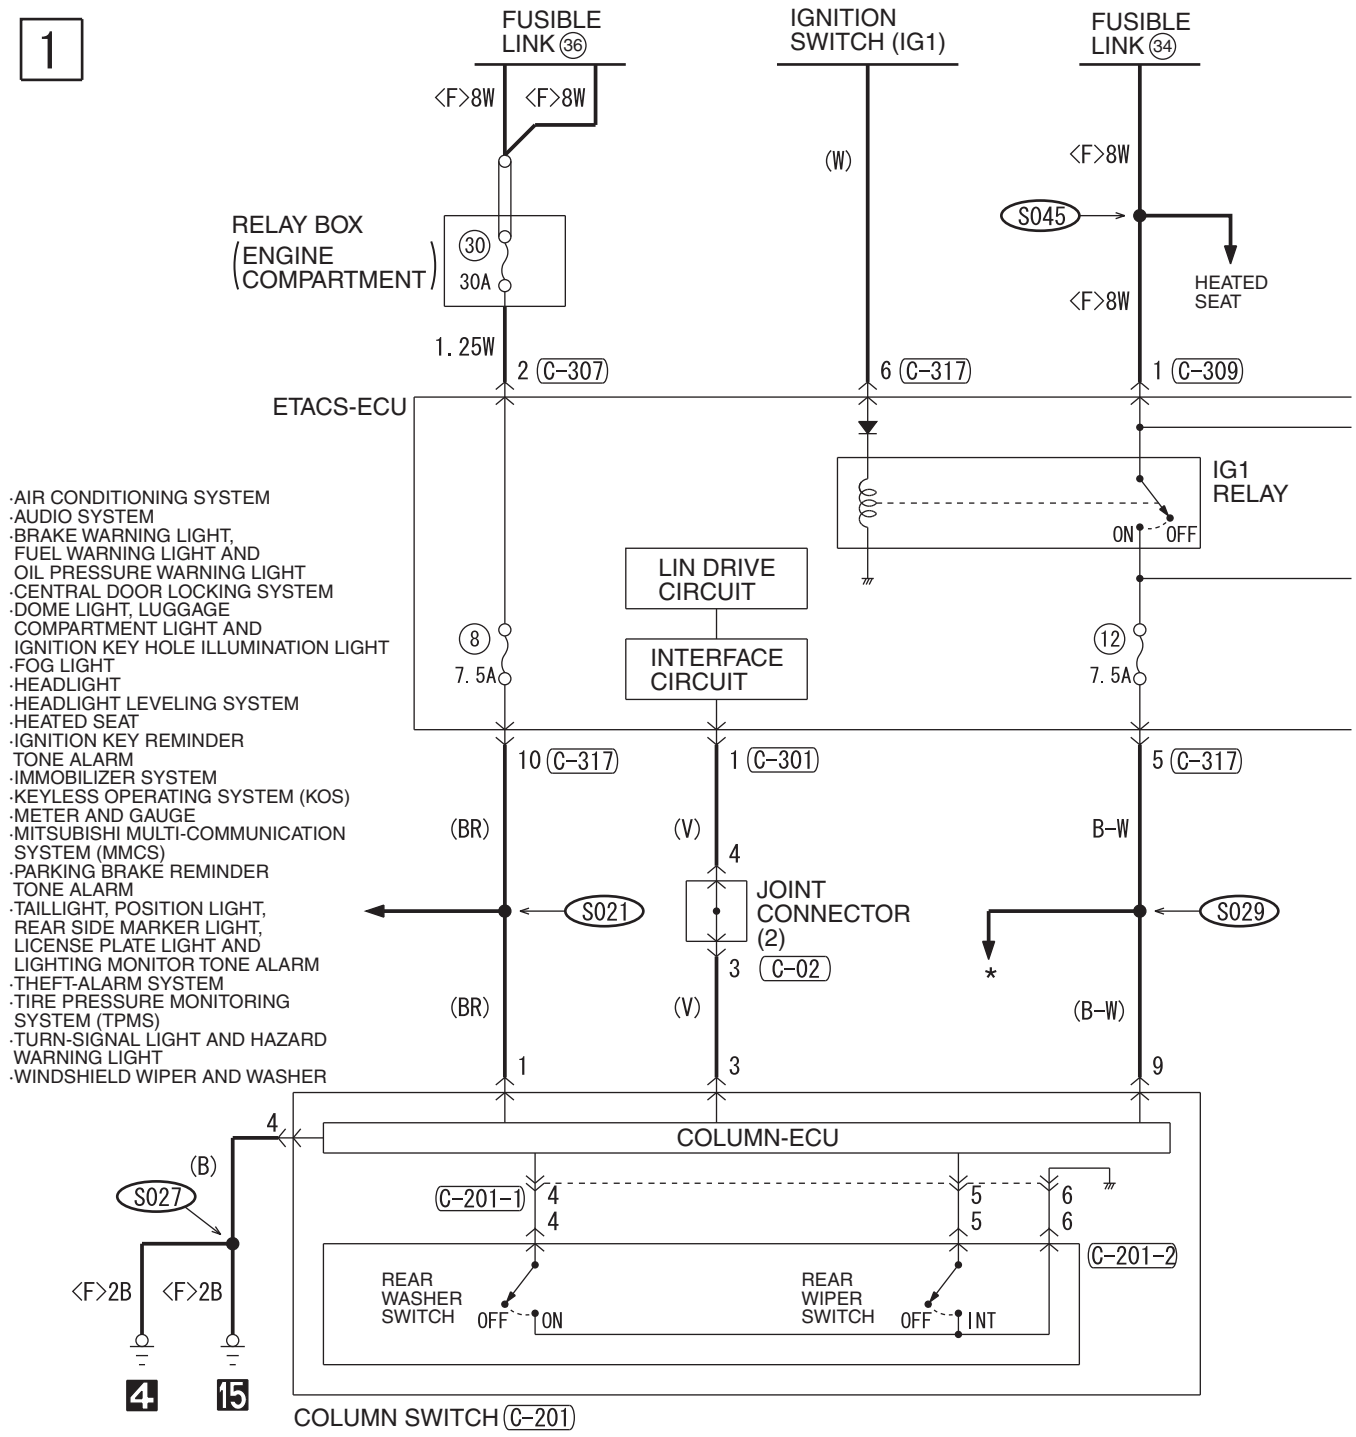 1
FUSIBLE
LINK 36
IGNITION
SWITCH (IG1)
FUSIBLE
LINK 34
<F>8W
<F>8W
(W)
<F>8W
S045
HEATED
SEAT
<F>8W
RELAY BOX
(ENGINE
COMPARTMENT)
30
30A
1.25W
2 C-307
6 C-317
1 C-309
ETACS-ECU
IG1
RELAY
ON
OFF
LIN DRIVE
CIRCUIT
INTERFACE
CIRCUIT
8
7.5A
12
7.5A
·AIR CONDITIONING SYSTEM
·AUDIO SYSTEM
·BRAKE WARNING LIGHT,
FUEL WARNING LIGHT AND
OIL PRESSURE WARNING LIGHT
·CENTRAL DOOR LOCKING SYSTEM
·DOME LIGHT, LUGGAGE
COMPARTMENT LIGHT AND
IGNITION KEY HOLE ILLUMINATION LIGHT
·FOG LIGHT
·HEADLIGHT
·HEADLIGHT LEVELING SYSTEM
·HEATED SEAT
·IGNITION KEY REMINDER
TONE ALARM
·IMMOBILIZER SYSTEM
·KEYLESS OPERATING SYSTEM (KOS)
·METER AND GAUGE
·MITSUBISHI MULTI-COMMUNICATION
SYSTEM (MMCS)
·PARKING BRAKE REMINDER
TONE ALARM
·TAILLIGHT, POSITION LIGHT,
REAR SIDE MARKER LIGHT,
LICENSE PLATE LIGHT AND
LIGHTING MONITOR TONE ALARM
·THEFT-ALARM SYSTEM
·TIRE PRESSURE MONITORING
SYSTEM (TPMS)
·TURN-SIGNAL LIGHT AND HAZARD
WARNING LIGHT
·WINDSHIELD WIPER AND WASHER
10 C-317
1 C-301
5 C-317
(BR)
(V)
B-W
4
JOINT
CONNECTOR
(2)
S021
S029
*
3 C-02
(BR)
(V)
(B-W)
1
3
9
4
COLUMN-ECU
(B)
S027
C-201-1
4
5
6
4
5
6
C-201-2
<F>2B
<F>2B
REAR
WASHER
SWITCH
OFF
ON
REAR
WIPER
SWITCH
OFF
INT
4
15
COLUMN SWITCH C-201